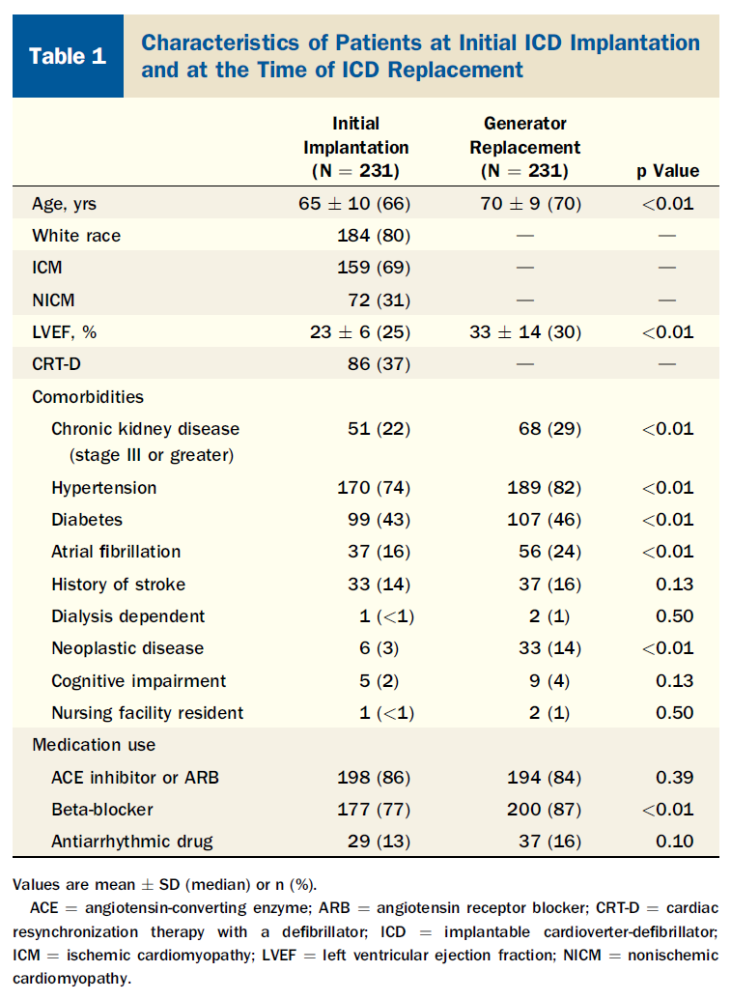 Table 1
Characteristics of Patients at Initial ICD Implantation
and at the Time of ICD Replacement
Initial
Implantation
(N = 231)
Generator
Replacement
(N = 231)
p Value
Age, yrs 65 ± 10 (66) 70 ± 9 (70) <0.01
White race 184 (80) — —
ICM 159 (69) — —
NICM 72 (31) — —
LVEF, % 23 ± 6 (25) 33 ± 14 (30) <0.01
CRT-D 86 (37) — —
Comorbidities
Chronic kidney disease 51 (22) 68 (29) <0.01
(stage III or greater)
Hypertension 170 (74) 189 (82) <0.01
Diabetes 99 (43) 107 (46) <0.01
Atrial fibrillation 37 (16) 56 (24) <0.01
History of stroke 33 (14) 37 (16) 0.13
Dialysis dependent 1 (<1) 2 (1) 0.50
Neoplastic disease 6 (3) 33 (14) <0.01
Cognitive impairment 5 (2) 9 (4) 0.13
Nursing facility resident 1 (<1) 2 (1) 0.50
Medication use
ACE inhibitor or ARB 198 (86) 194 (84) 0.39
Beta-blocker 177 (77) 200 (87) <0.01
Antiarrhythmic drug 29 (13) 37 (16) 0.10
Values are mean ± SD (median) or n (%).
ACE = angiotensin-converting enzyme; ARB = angiotensin receptor blocker; CRT-D = cardiac
resynchronization therapy with a defibrillator; ICD = implantable cardioverter-defibrillator;
ICM = ischemic cardiomyopathy; LVEF = left ventricular ejection fraction; NICM = nonischemic
cardiomyopathy.